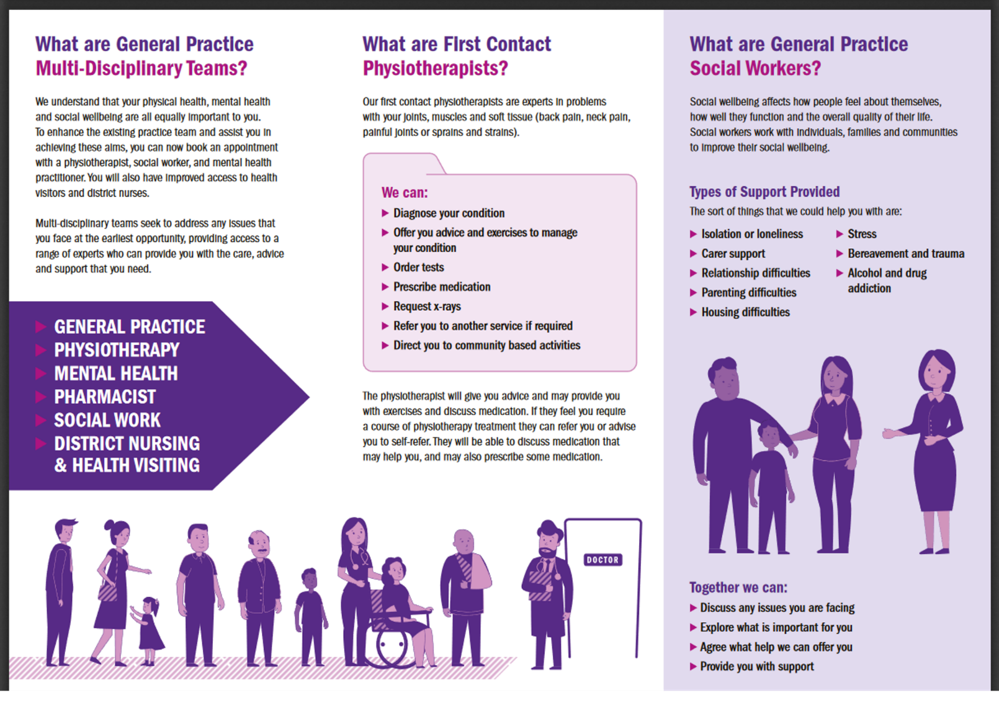 What are General Practice
Multi-Disciplinary Teams?
We understand that your physical health, mental health
and social wellbeing are all equally important to you.
To enhance the existing practice team and assist you in
achieving these aims, you can now book an appointment
with a physiotherapist, social worker, and mental health
practitioner. You will also have improved access to health
visitors and district nurses.
Multi-disciplinary teams seek to address any issues that
you face at the earliest opportunity, providing access to a
range of experts who can provide you with the care, advice
and support that you need.
GENERAL PRACTICE
PHYSIOTHERAPY
MENTAL HEALTH
PHARMACIST
SOCIAL WORK
DISTRICT NURSING
& HEALTH VISITING
What are First Contact
Physiotherapists?
Our first contact physiotherapists are experts in problems
with your joints, muscles and soft tissue (back pain, neck pain,
painful joints or sprains and strains).
We can:
Diagnose your condition
Offer you advice and exercises to manage
your condition
Order tests
Prescribe medication
Request x-rays
Refer you to another service if required
Direct you to community based activities
The physiotherapist will give you advice and may provide you
with exercises and discuss medication. If they feel you require
a course of physiotherapy treatment they can refer you or advise
you to self-refer. They will be able to discuss medication that
may help you, and may also prescribe some medication.
DOCTOR
What are General Practice
Social Workers?
Social wellbeing affects how people feel about themselves,
how well they function and the overall quality of their life.
Social workers work with individuals, families and communities
to improve their social wellbeing.
Types of Support Provided
The sort of things that we could help you with are:
Isolation or loneliness
Carer support
Relationship difficulties
Parenting difficulties
Housing difficulties
Stress
Bereavement and trauma
Alcohol and drug
addiction
Together we can:
Discuss any issues you are facing
Explore what is important for you
Agree what help we can offer you
Provide you with support